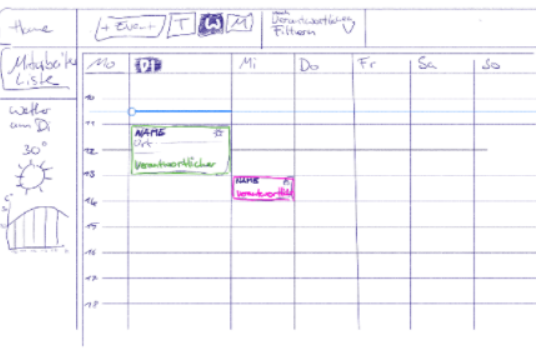 Home
+ Event
T
W
M
nach
Verantwortlichen
Filtern
Mitarbeiter
Liste
Mo
Di
Mi
Do
Fr
Sa
So
Wetter
am Di
30°
10
11
12
13
14
15
16
17
18
NAME
Ort
Verantwortlicher
NAME